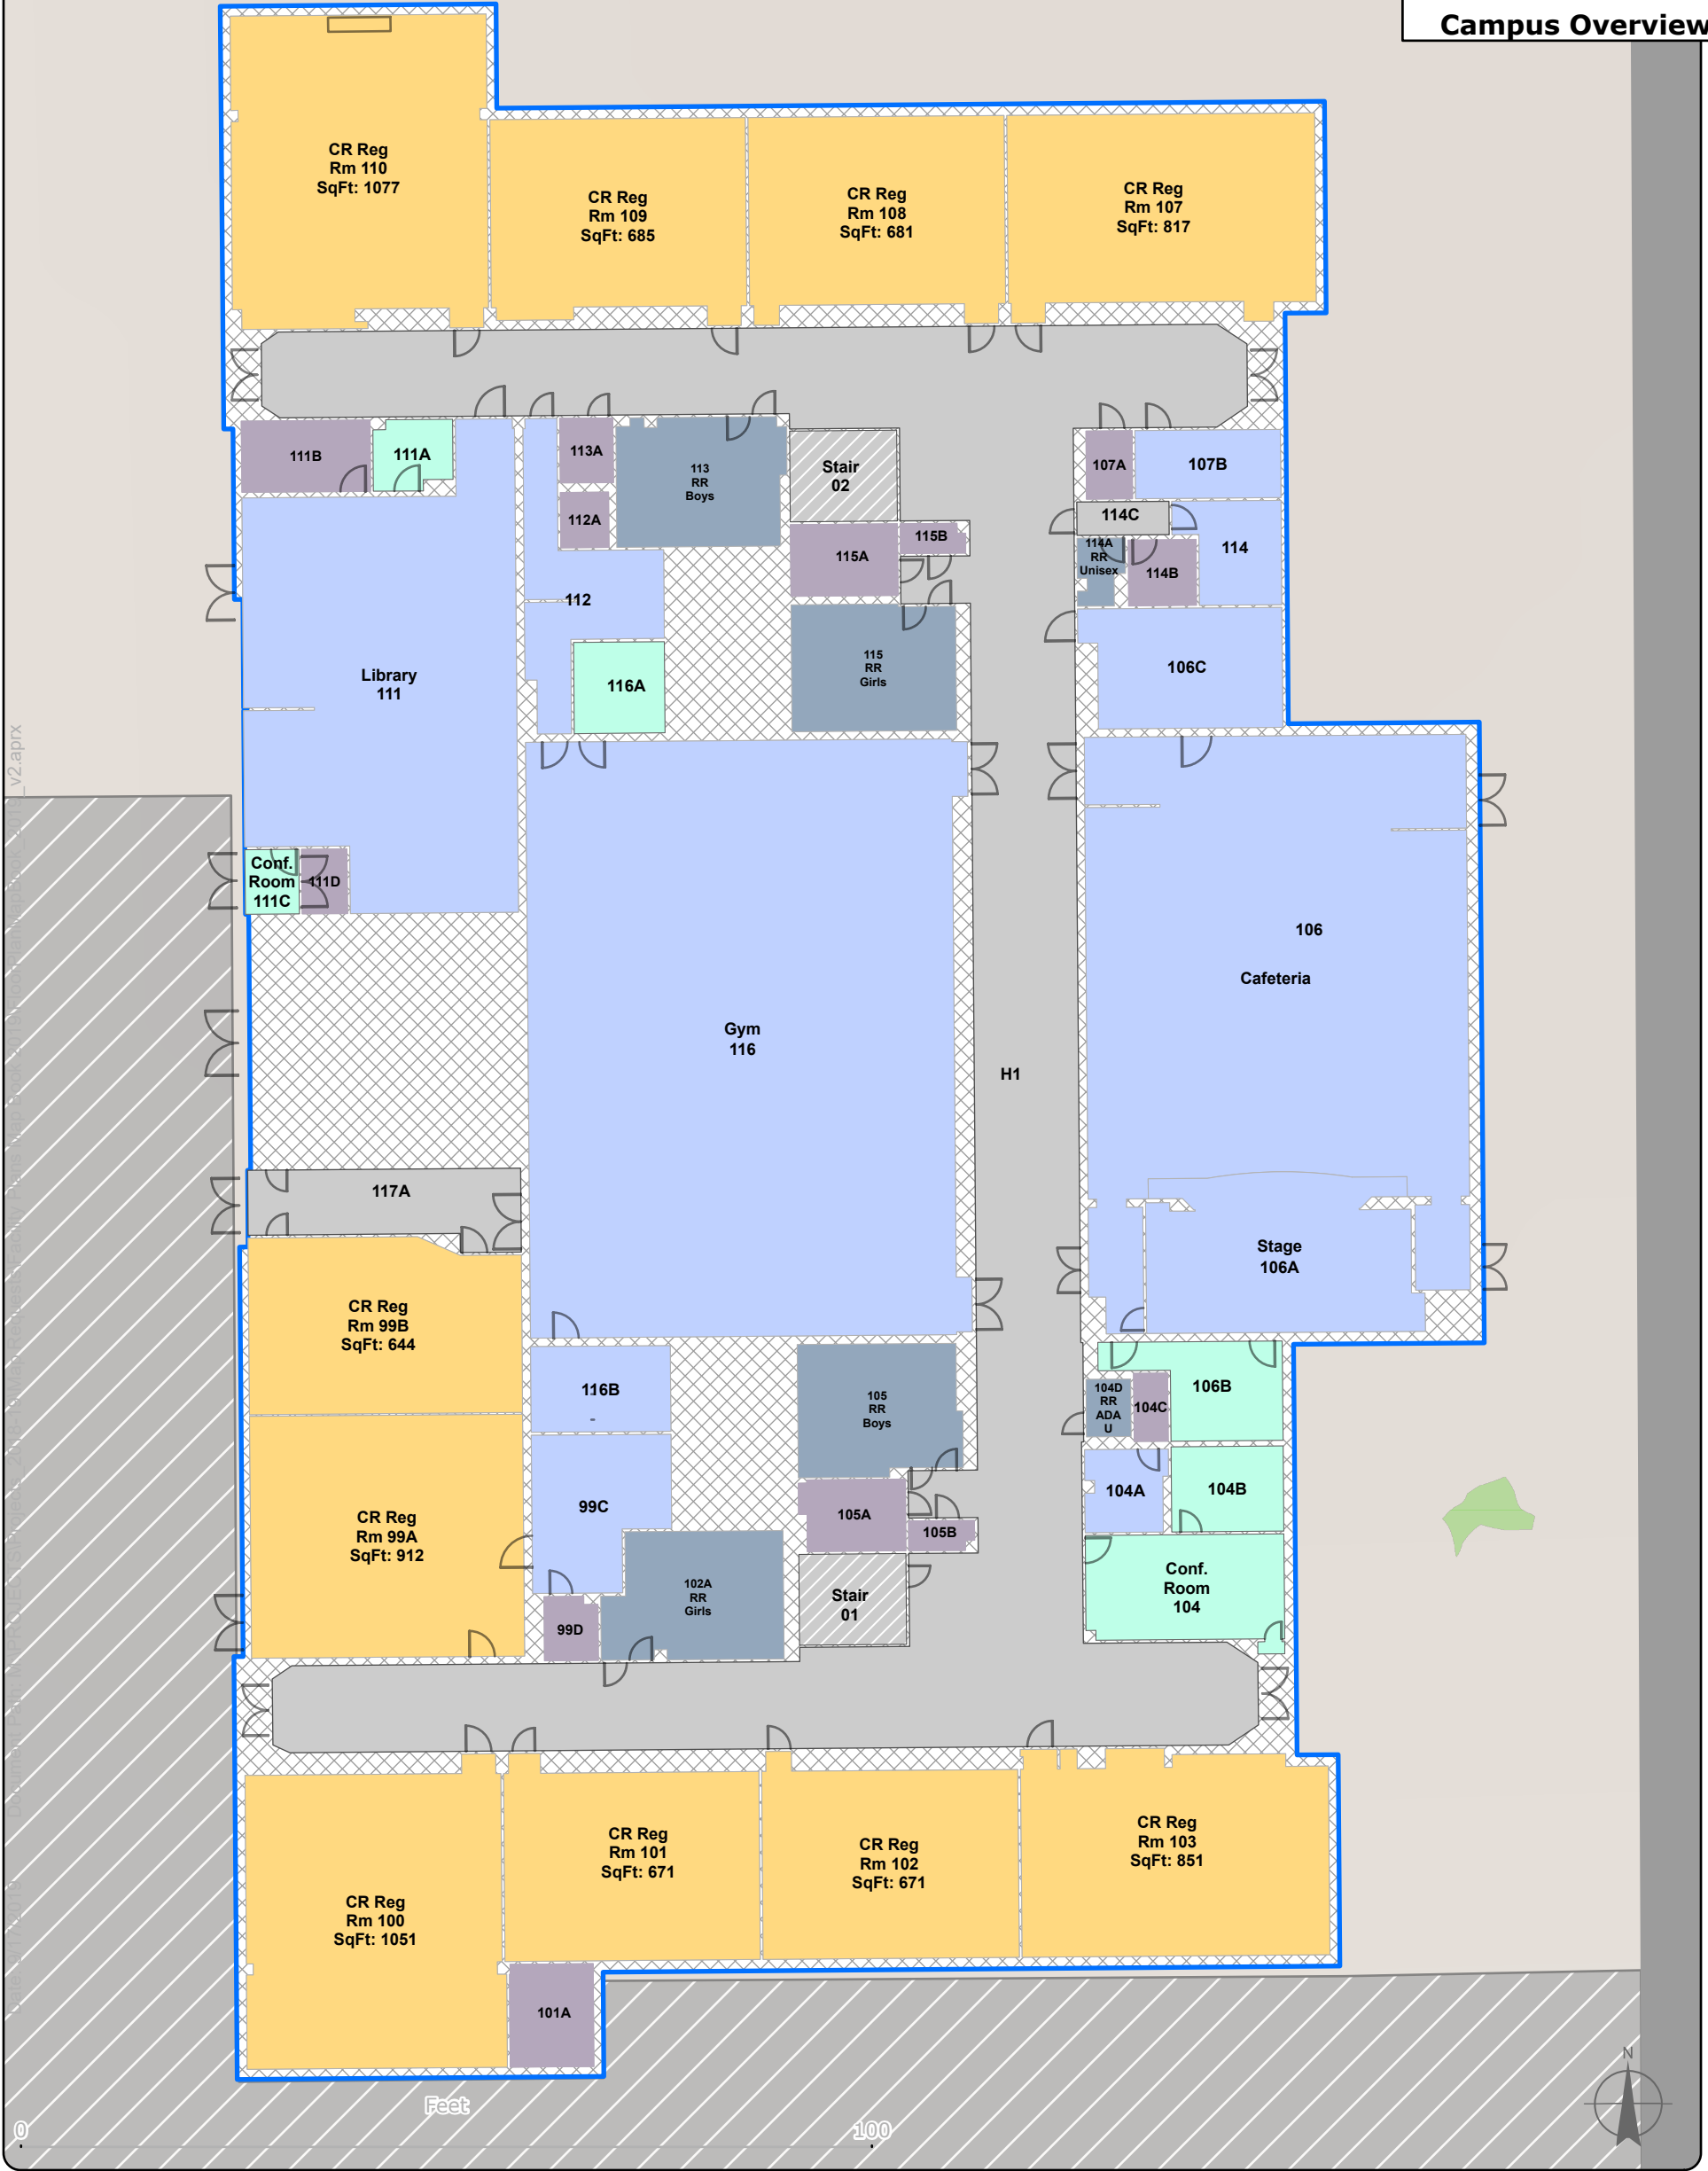 Campus Overview
CR Reg
Rm 110
SqFt: 1077
CR Reg
Rm 109
SqFt: 685
CR Reg
Rm 108
SqFt: 681
CR Reg
Rm 107
SqFt: 817
111B
111A
113A
112A
113
RR
Boys
Stair
02
107A
107B
114C
115B
115A
114A
RR
Unisex
114B
114
112
Library
111
116A
115
RR
Girls
106C
Conf.
Room
111C
111D
106
Cafeteria
Gym
116
H1
117A
Stage
106A
CR Reg
Rm 99B
SqFt: 644
116B
105
RR
Boys
104D
RR
ADA
U
104C
106B
99C
105A
105B
104A
104B
CR Reg
Rm 99A
SqFt: 912
102A
RR
Girls
99D
Stair
01
Conf.
Room
104
CR Reg
Rm 100
SqFt: 1051
CR Reg
Rm 101
SqFt: 671
CR Reg
Rm 102
SqFt: 671
CR Reg
Rm 103
SqFt: 851
101A
Feet
0
100
N